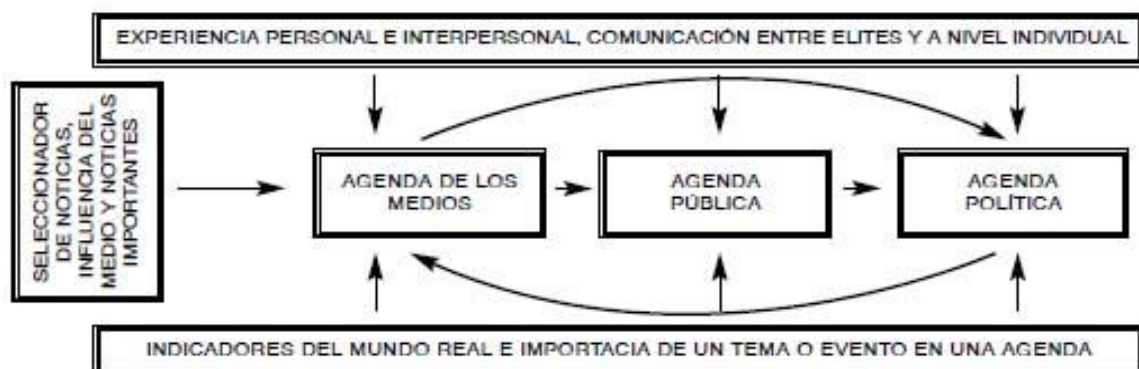 EXPERIENCIA PERSONAL E INTERPERSONAL, COMUNICACIÓN ENTRE ELITES Y A NIVEL INDIVIDUAL
SELECCIONADOR
DE NOTICIAS,
INFLUENCIA DEL
MEDIO Y NOTICIAS
IMPORTANTES
AGENDA DE LOS
MEDIOS
AGENDA
PÚBLICA
AGENDA
POLÍTICA
INDICADORES DEL MUNDO REAL E IMPORTACIA DE UN TEMA O EVENTO EN UNA AGENDA